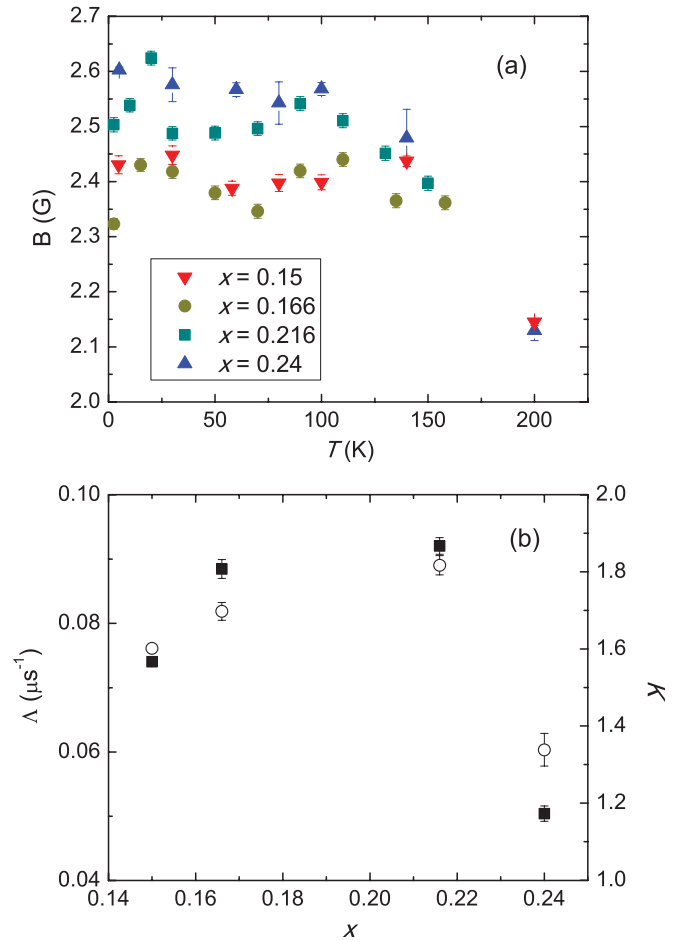 2.7
2.6
2.5
2.4
2.3
2.2
2.1
2.0
B (G)
(a)
x = 0.15
x = 0.166
x = 0.216
x = 0.24
0 50 100 150 200
T (K)
0.10
0.08
0.06
0.04
Λ (μs⁻¹)
(b)
2.0
1.8
1.6
1.4
1.2
1.0
K
0.14 0.16 0.18 0.20 0.22 0.24
x